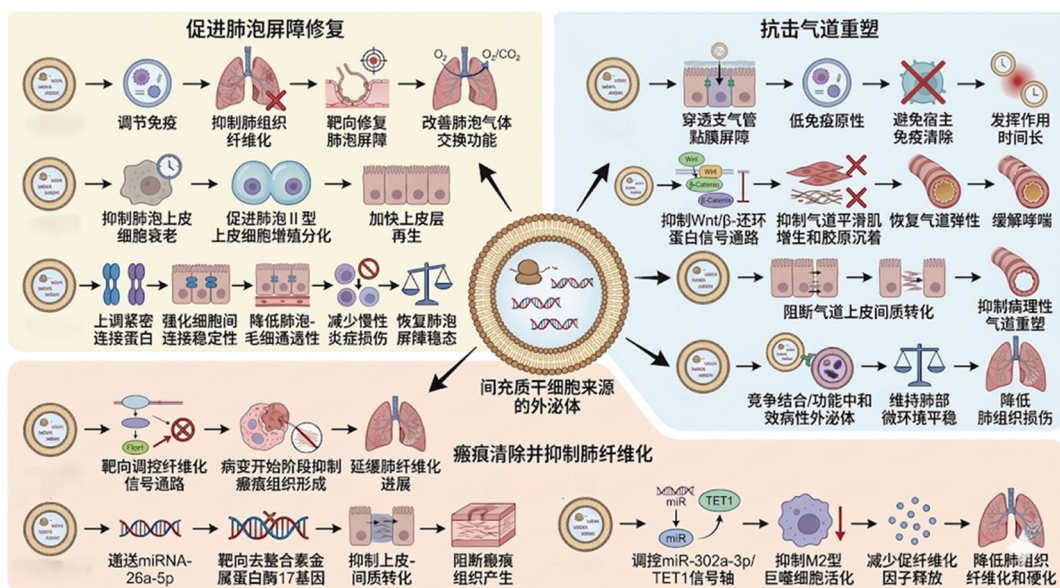 促进肺泡屏障修复
调节免疫
抑制肺组织
纤维化
靶向修复
肺泡屏障
O₂
O₂/CO₂
改善肺泡气体
交换功能
抑制肺泡上皮
细胞衰老
促进肺泡Ⅱ型
上皮细胞增殖分化
加快上皮层
再生
上调紧密
连接蛋白
强化细胞间
连接稳定性
降低肺泡-
毛细通透性
减少慢性
炎症损伤
恢复肺泡
屏障稳态
抗击气道重塑
穿透支气管
黏膜屏障
低免疫原性
避免宿主
免疫清除
发挥作用
时间长
Wnt
Wnt
β-Catenin
β-Catenin
抑制Wnt/β-还环
蛋白信号通路
抑制气道平滑肌
增生和胶原沉着
恢复气道弹性
缓解哮喘
阻断气道上皮间质转化
抑制病理性
气道重塑
竞争结合/功能中和
效病性外泌体
维持肺部
微环境平稳
降低
肺组织损伤
间充质干细胞来源
的外泌体
瘢痕清除并抑制肺纤维化
靶向调控纤维化
信号通路
病变开始阶段抑制
瘢痕组织形成
延缓肺纤维化
进展
递送miRNA-
26a-5p
靶向去整合素金
属蛋白酶17基因
抑制上皮-
间质转化
阻断瘢痕
组织产生
miR
TET1
miR
调控miR-302a-3p/
TET1信号轴
抑制M2型
巨噬细胞活化
减少促纤维化
因子释放
降低肺组织
纤维化和硬化